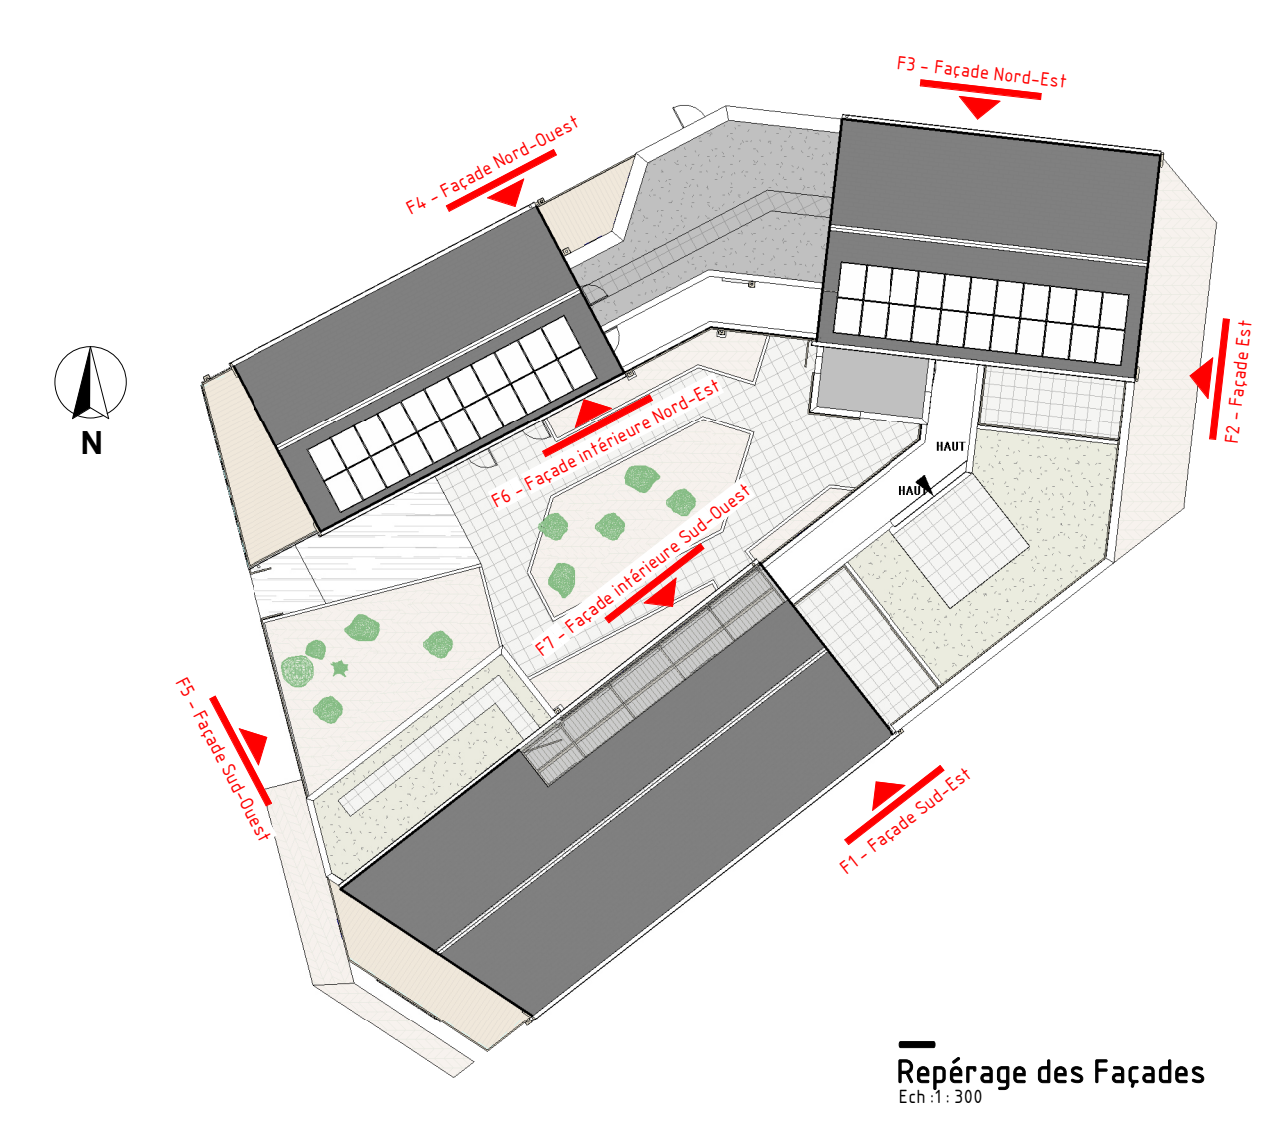 F3 - Façade Nord-Est
F4 - Façade Nord-Ouest
F2 - Façade Est
F6 - Façade intérieure Nord-Est
HAUT
HAUT
N
F7 - Façade intérieure Sud-Ouest
F5 - Façade Sud-Ouest
F1 - Façade Sud-Est
Repérage des Façades
Ech :1 : 300